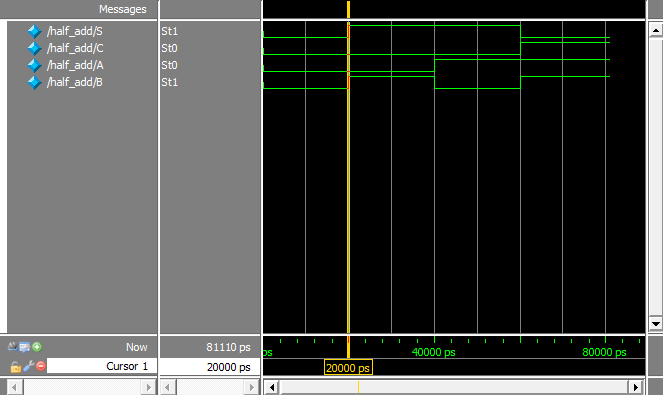 Messages
/half_add/S St1
/half_add/C St0
/half_add/A St0
/half_add/B St1
Now 81110 ps ps 40000 ps 80000 ps
Cursor 1 20000 ps 20000 ps